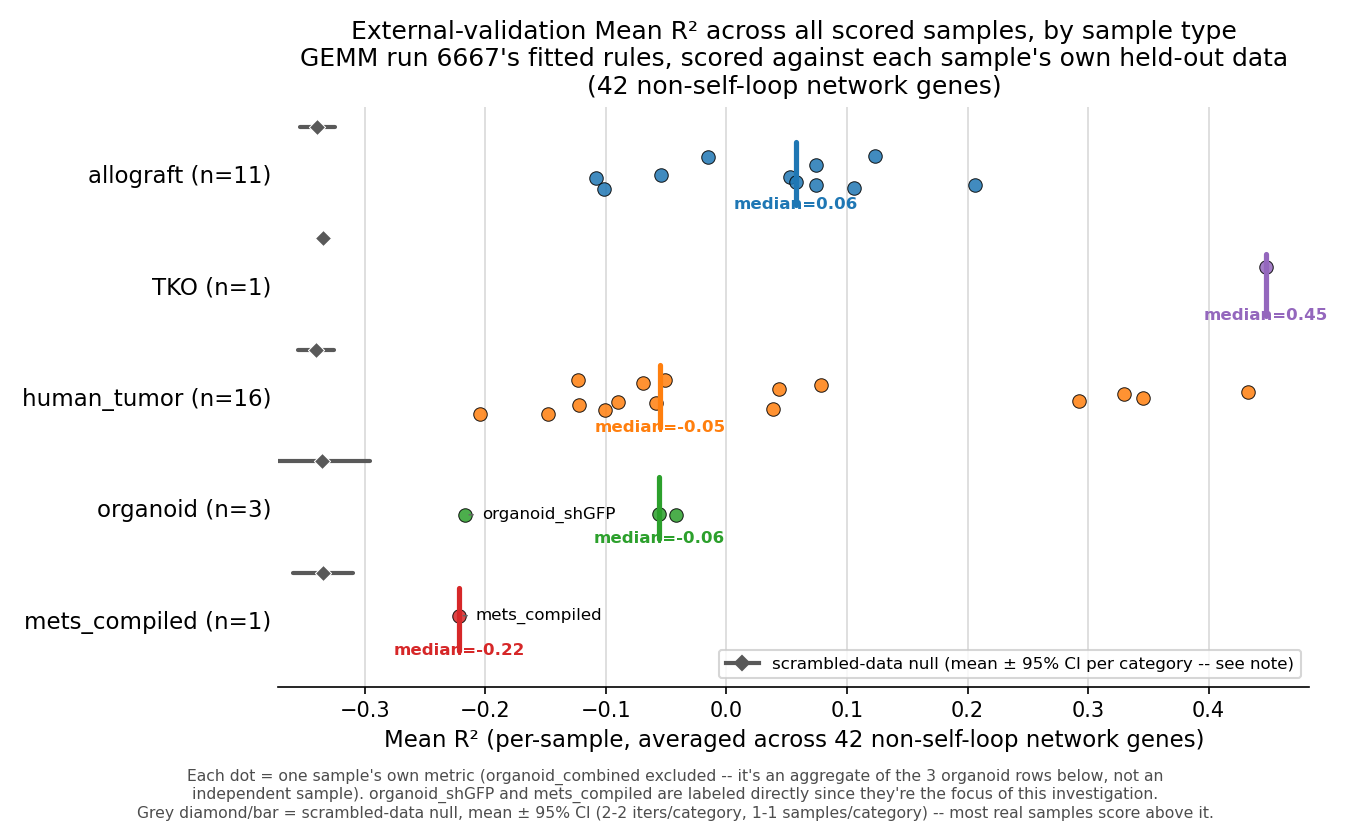 External-validation Mean R² across all scored samples, by sample type
GEMM run 6667's fitted rules, scored against each sample's own held-out data
(42 non-self-loop network genes)
allograft (n=11)
median=0.06
TKO (n=1)
median=0.45
human_tumor (n=16)
median=-0.05
organoid (n=3)
organoid_shGFP
median=-0.06
mets_compiled (n=1)
mets_compiled
median=-0.22
scrambled-data null (mean ± 95% CI per category -- see note)
−0.3 −0.2 −0.1 0.0 0.1 0.2 0.3 0.4
Mean R² (per-sample, averaged across 42 non-self-loop network genes)
Each dot = one sample's own metric (organoid_combined excluded -- it's an aggregate of the 3 organoid rows below, not an
independent sample). organoid_shGFP and mets_compiled are labeled directly since they're the focus of this investigation.
Grey diamond/bar = scrambled-data null, mean ± 95% CI (2-2 iters/category, 1-1 samples/category) -- most real samples score above it.